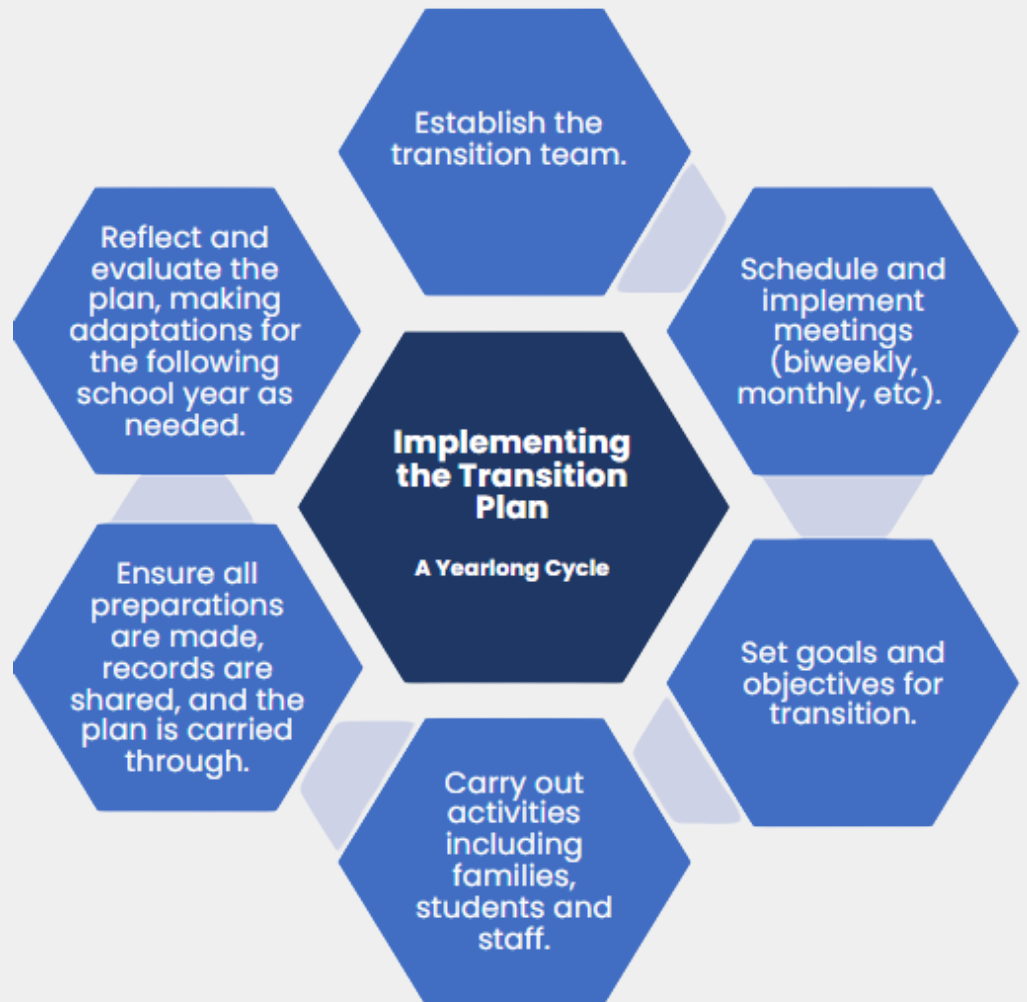 Establish the
transition team.
Schedule and
implement
meetings
(biweekly,
monthly, etc).
Set goals and
objectives for
transition.
Carry out
activities
including
families,
students and
staff.
Ensure all
preparations
are made,
records are
shared, and the
plan is carried
through.
Reflect and
evaluate the
plan, making
adaptations for
the following
school year as
needed.
Implementing
the Transition
Plan
A Yearlong Cycle